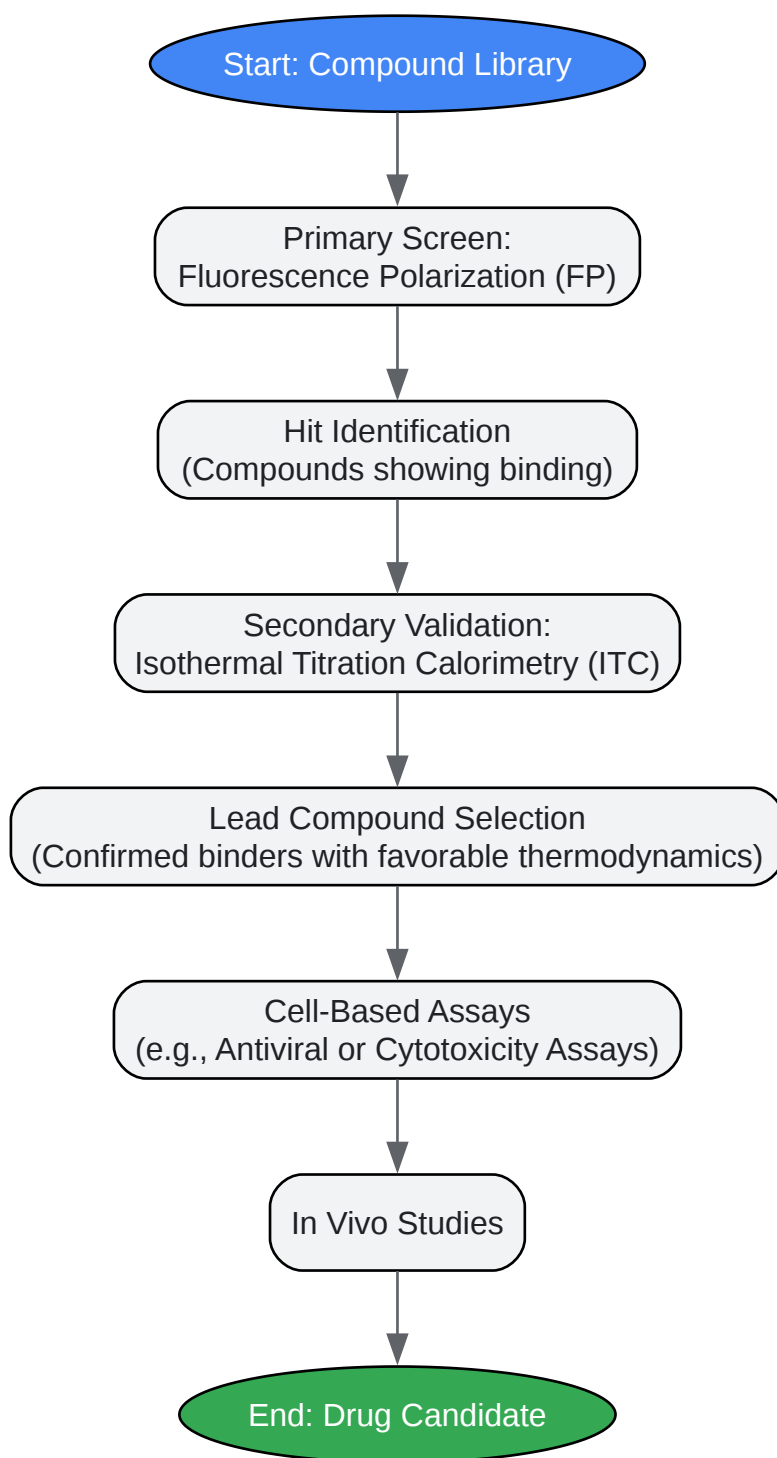 Start: Compound Library
Primary Screen:
Fluorescence Polarization (FP)
Hit Identification
(Compounds showing binding)
Secondary Validation:
Isothermal Titration Calorimetry (ITC)
Lead Compound Selection
(Confirmed binders with favorable thermodynamics)
Cell-Based Assays
(e.g., Antiviral or Cytotoxicity Assays)
In Vivo Studies
End: Drug Candidate